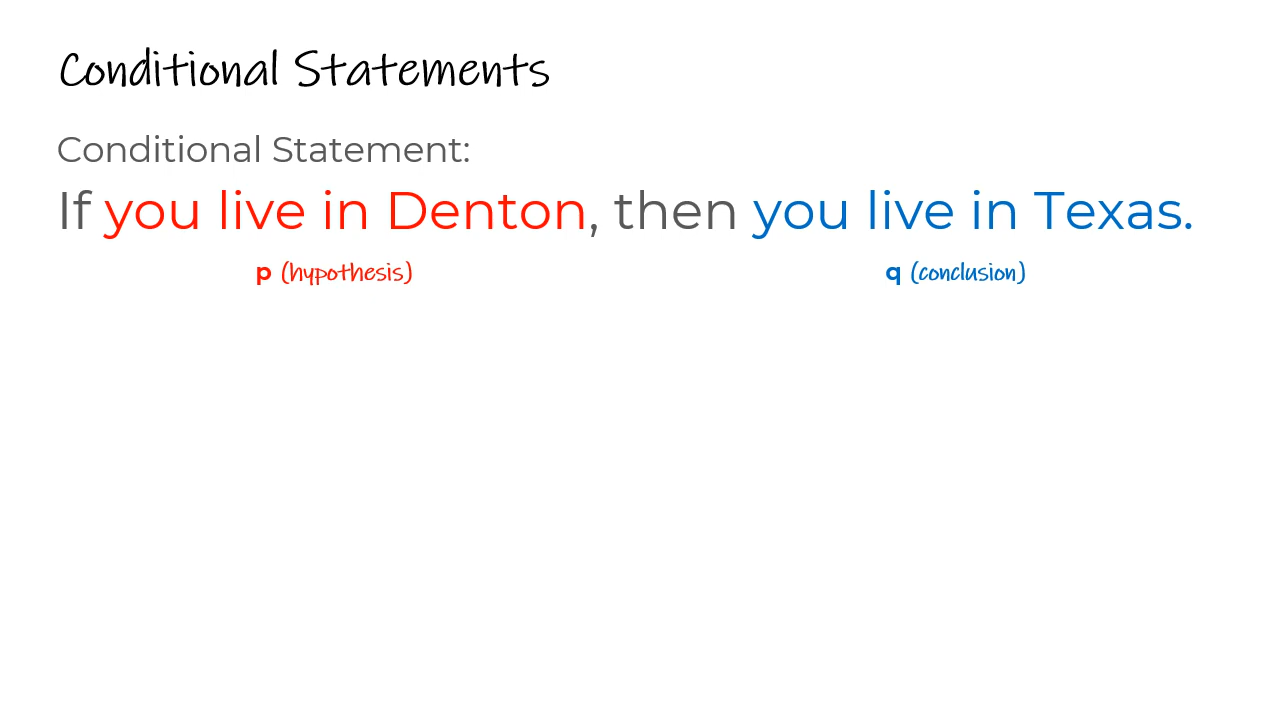 Conditional Statements
Conditional Statement:
If you live in Denton, then you live in Texas.
p (hypothesis) q (conclusion)